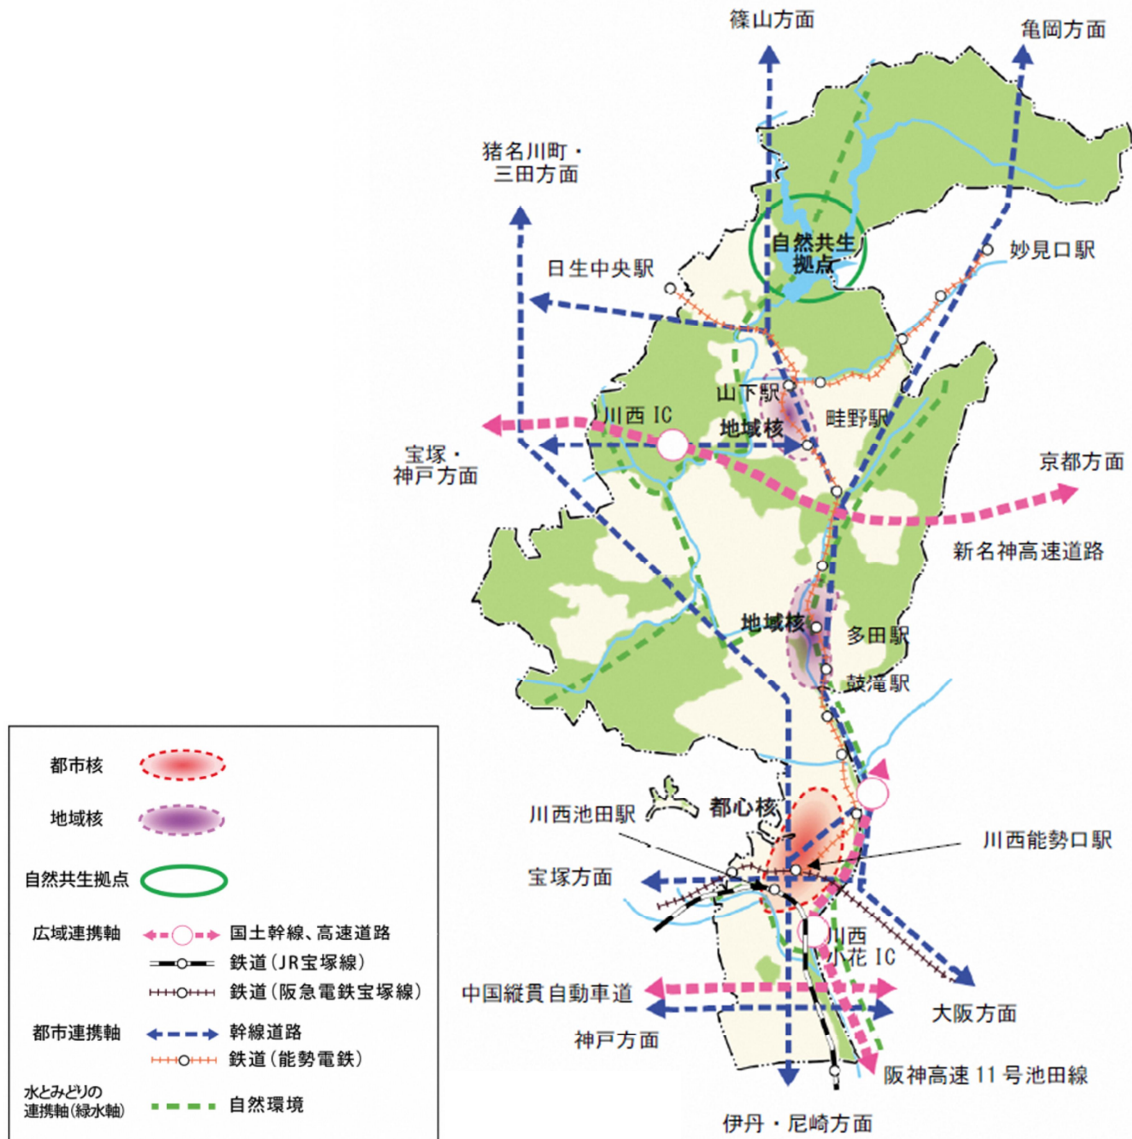 篠山方面
亀岡方面
猪名川町・
三田方面
自然共生
拠点
妙見口駅
日生中央駅
山下駅
畦野駅
川西 IC
地域核
宝塚・
神戸方面
京都方面
新名神高速道路
地域核
多田駅
鼓滝駅
川西池田駅
都心核
川西能勢口駅
宝塚方面
川西
小花 IC
中国縦貫自動車道
大阪方面
神戸方面
阪神高速 11 号池田線
伊丹・尼崎方面
都市核
地域核
自然共生拠点
広域連携軸
国土幹線、高速道路
鉄道(JR宝塚線)
鉄道(阪急電鉄宝塚線)
都市連携軸
幹線道路
鉄道(能勢電鉄)
水とみどりの
連携軸(緑水軸)
自然環境